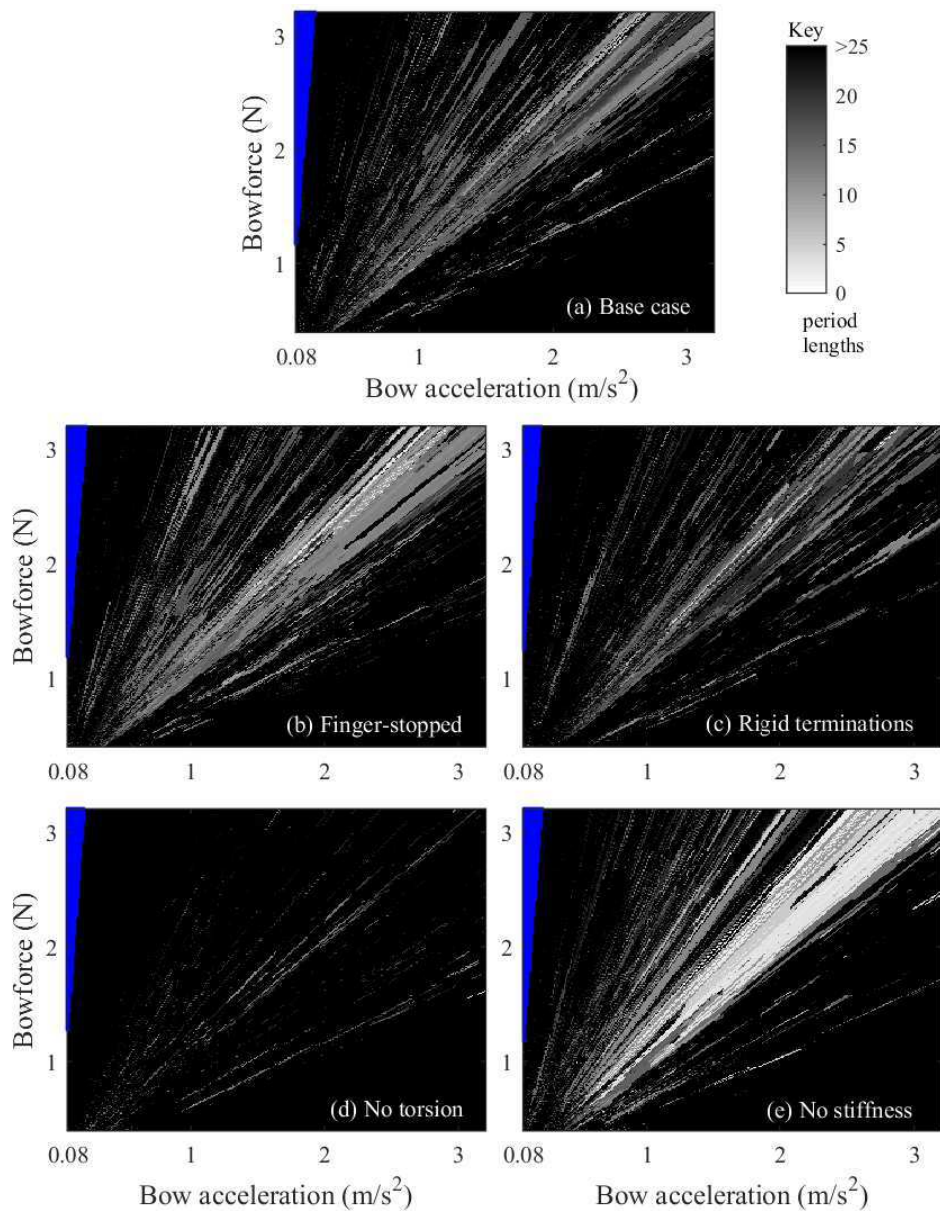 Key
>25
20
15
10
5
0
period
lengths
Bowforce (N)
3
2
1
(a) Base case
0.08 1 2 3
Bow acceleration (m/s²)
Bowforce (N)
3
2
1
(b) Finger-stopped
0.08 1 2 3
3
2
1
(c) Rigid terminations
0.08 1 2 3
Bowforce (N)
3
2
1
(d) No torsion
0.08 1 2 3
Bow acceleration (m/s²)
3
2
1
(e) No stiffness
0.08 1 2 3
Bow acceleration (m/s²)